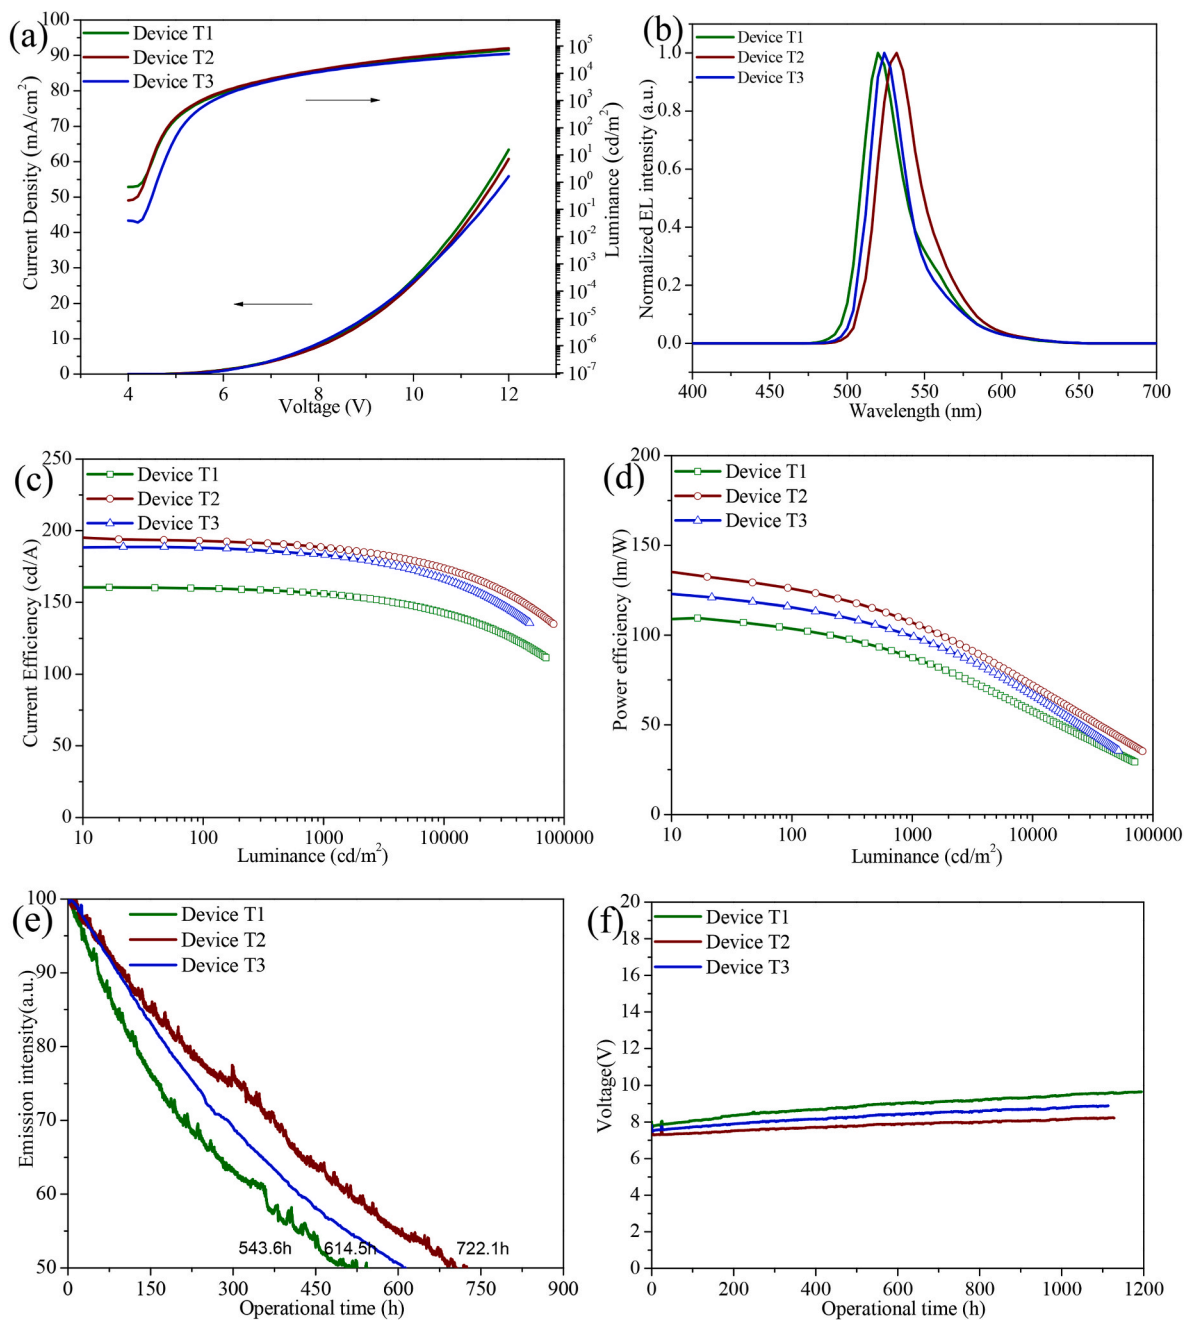 (a)
Device T1
Device T2
Device T3
100
90
80
70
60
50
40
30
20
10
0
Current Density (mA/cm²)
10⁵
10⁴
10³
10²
10¹
10⁰
10⁻¹
10⁻²
10⁻³
10⁻⁴
10⁻⁵
10⁻⁶
10⁻⁷
Luminance (cd/m²)
4 6 8 10 12
Voltage (V)
(b)
Device T1
Device T2
Device T3
1.0
0.8
0.6
0.4
0.2
0.0
Normalized EL intensity (a.u.)
400 450 500 550 600 650 700
Wavelength (nm)
(c)
Device T1
Device T2
Device T3
250
200
150
100
50
0
Current Efficiency (cd/A)
10 100 1000 10000 100000
Luminance (cd/m²)
(d)
Device T1
Device T2
Device T3
200
150
100
50
0
Power efficiency (lm/W)
10 100 1000 10000 100000
Luminance (cd/m²)
(e)
Device T1
Device T2
Device T3
100
90
80
70
60
50
Emission intensity(a.u.)
543.6h 614.5h 722.1h
0 150 300 450 600 750 900
Operational time (h)
(f)
Device T1
Device T2
Device T3
20
18
16
14
12
10
8
6
4
2
0
Voltage(V)
0 200 400 600 800 1000 1200
Operational time (h)